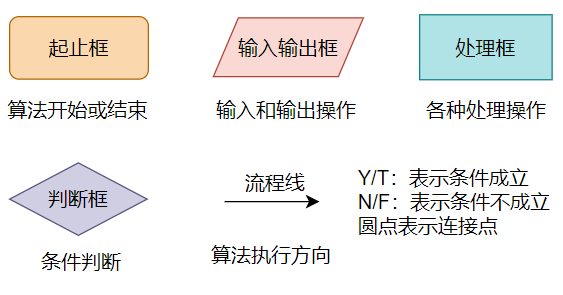 起止框
输入输出框
处理框
算法开始或结束
输入和输出操作
各种处理操作
判断框
流程线
Y/T：表示条件成立
N/F：表示条件不成立
圆点表示连接点
条件判断
算法执行方向